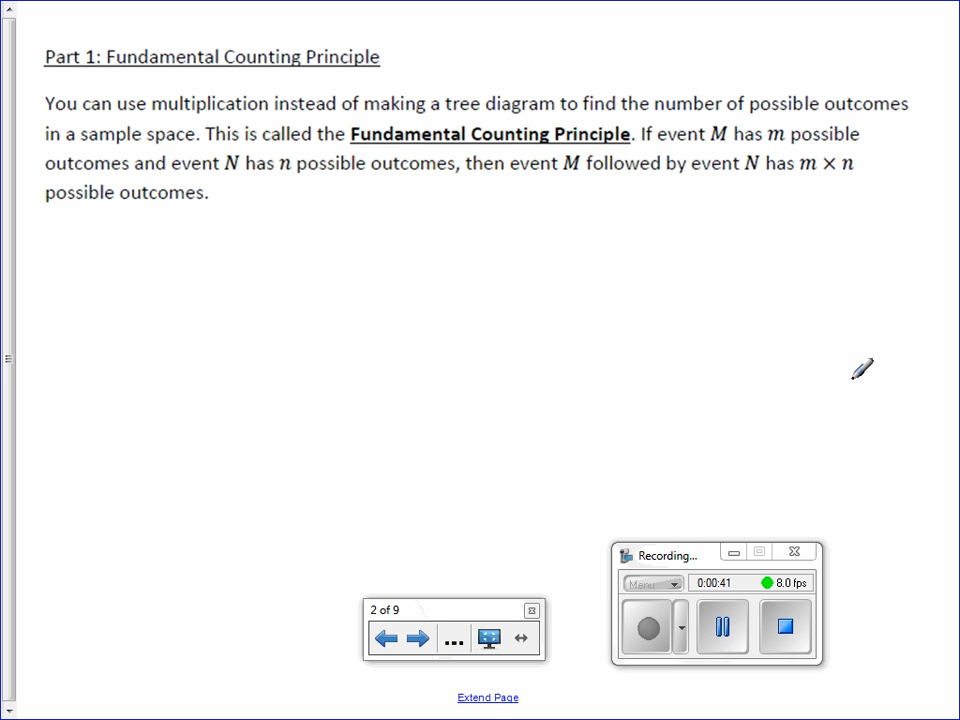 Part 1: Fundamental Counting Principle
You can use multiplication instead of making a tree diagram to find the number of possible outcomes
in a sample space. This is called the Fundamental Counting Principle. If event M has m possible
outcomes and event N has n possible outcomes, then event M followed by event N has m × n
possible outcomes.
Recording...
Menu
0:00:41
8.0 fps
2 of 9
...
Extend Page